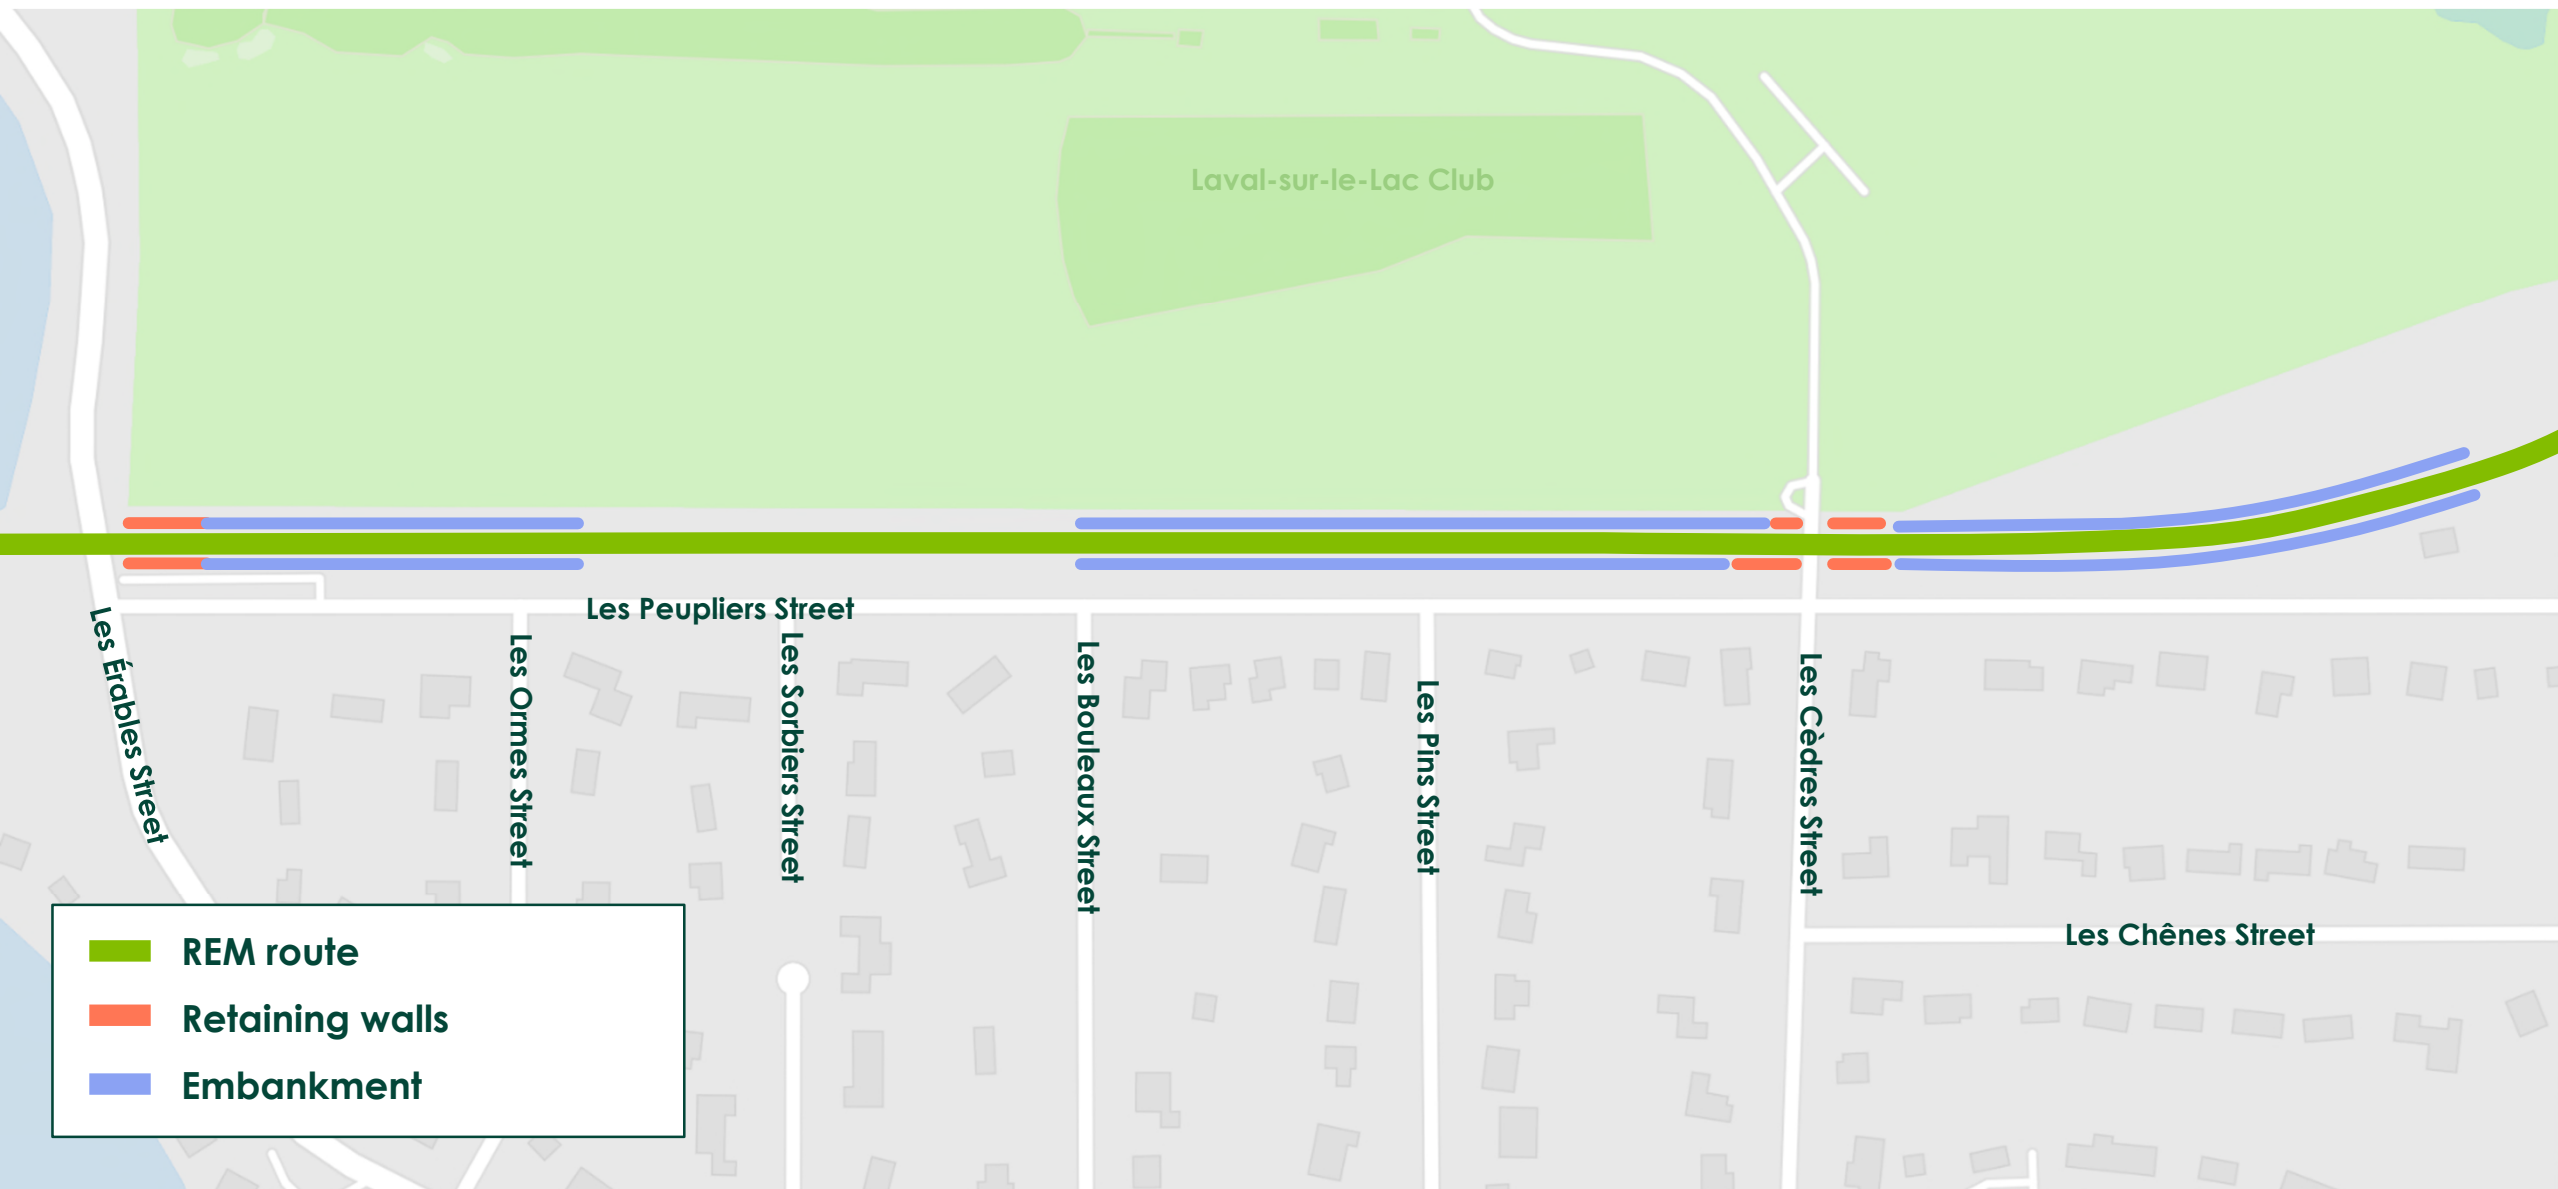 Laval-sur-le-Lac Club
Les Peupliers Street
Les Érables Street
Les Ormes Street
Les Sorbiers Street
Les Bouleaux Street
Les Pins Street
Les Cèdres Street
Les Chênes Street
REM route
Retaining walls
Embankment